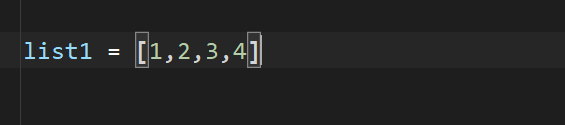 list1 = [1,2,3,4]